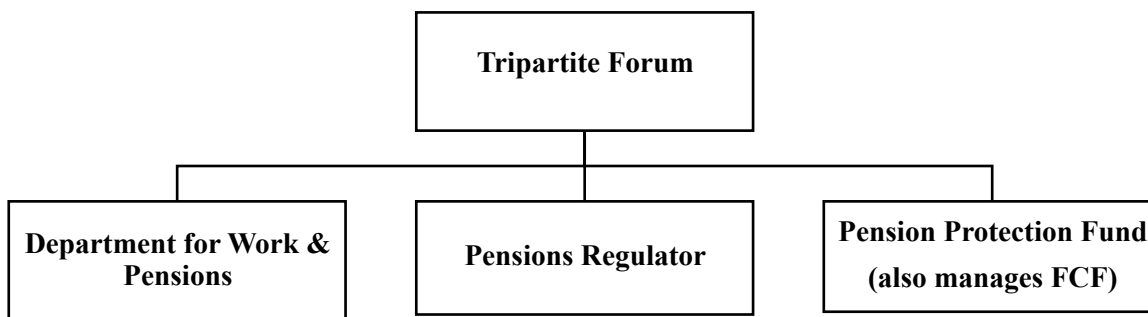 Tripartite Forum
Department for Work &
Pensions
Pensions Regulator
Pension Protection Fund
(also manages FCF)